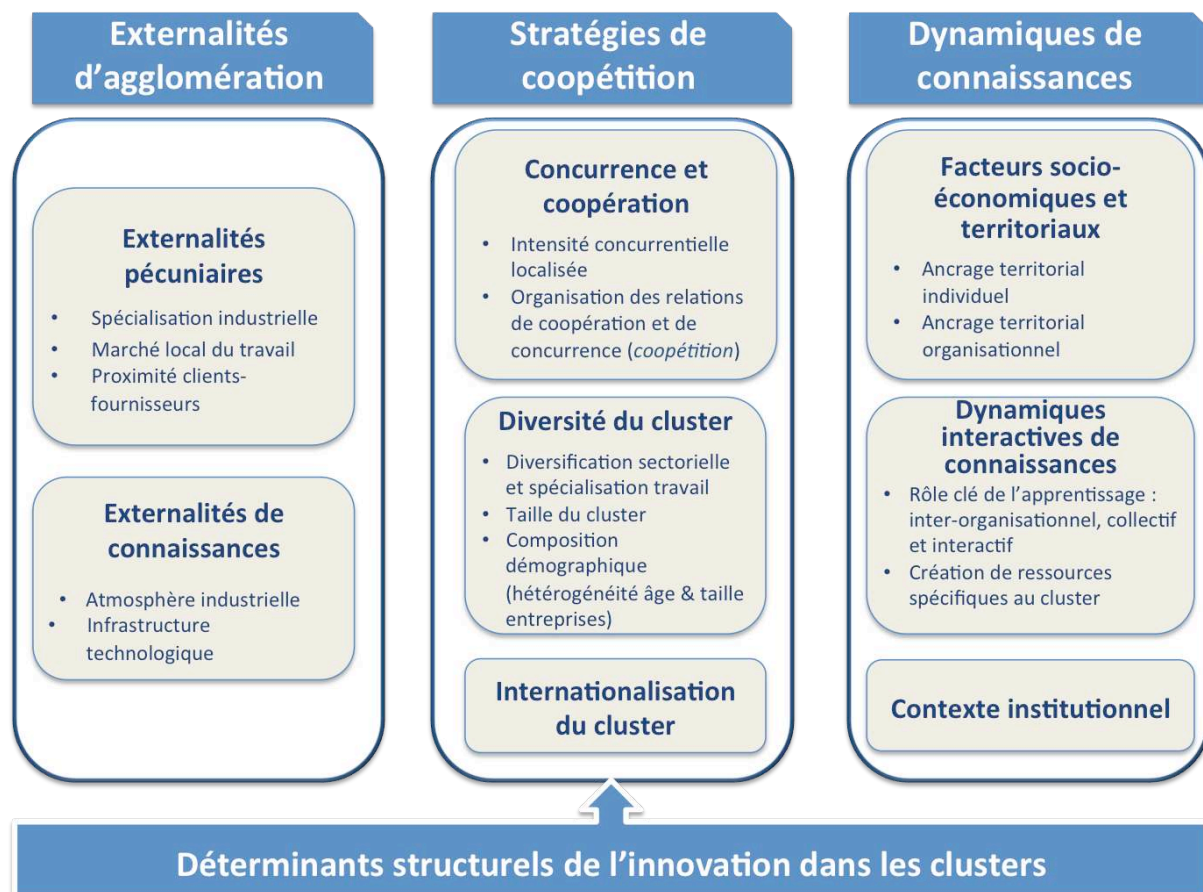 Externalités
d’agglomération
Externalités
pécuniaires
• Spécialisation industrielle
• Marché local du travail
• Proximité clients-
fournisseurs
Externalités de
connaissances
• Atmosphère industrielle
• Infrastructure
technologique
Stratégies de
coopétition
Concurrence et
coopération
• Intensité concurrentielle
localisée
• Organisation des relations
de coopération et de
concurrence (coopétition)
Diversité du cluster
• Diversification sectorielle
et spécialisation travail
• Taille du cluster
• Composition
démographique
(hétérogénéité âge & taille
entreprises)
Internationalisation
du cluster
Dynamiques de
connaissances
Facteurs socio-
économiques et
territoriaux
• Ancrage territorial
individuel
• Ancrage territorial
organisationnel
Dynamiques
interactives de
connaissances
• Rôle clé de l’apprentissage :
inter-organisationnel, collectif
et interactif
• Création de ressources
spécifiques au cluster
Contexte institutionnel
Déterminants structurels de l’innovation dans les clusters